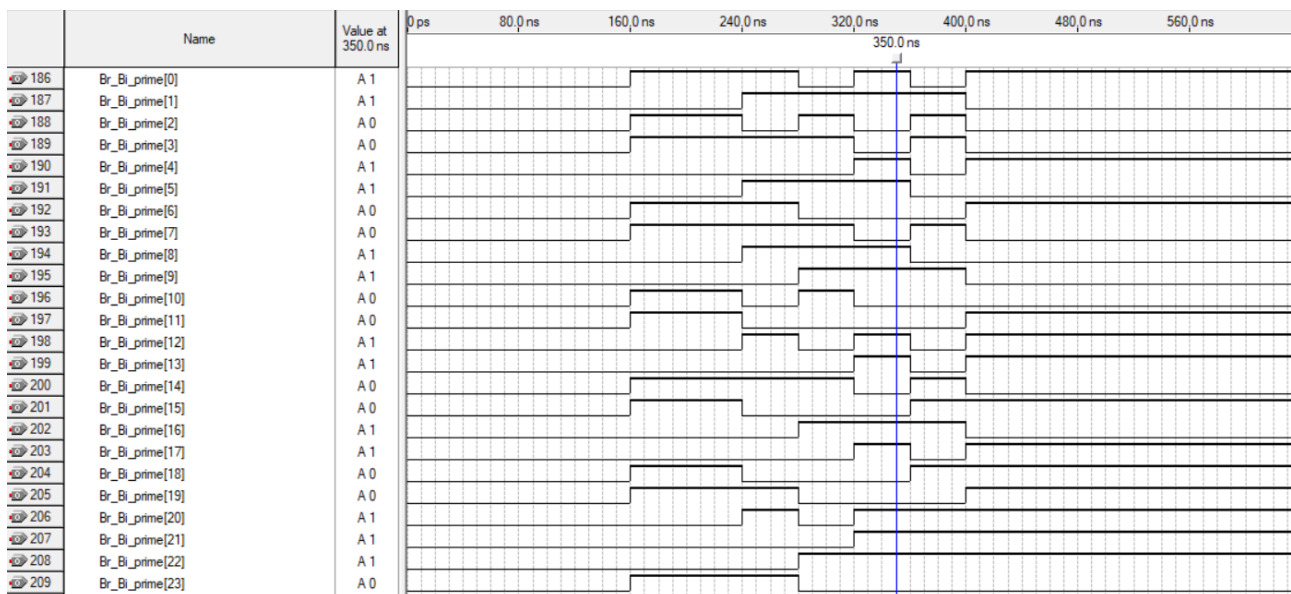 Name
Value at
350.0 ns
0 ps 80.0 ns 160.0 ns 240.0 ns 320.0 ns 400.0 ns 480.0 ns 560.0 ns
350.0 ns
186 Br_Bi_prime[0] A 1
187 Br_Bi_prime[1] A 1
188 Br_Bi_prime[2] A 0
189 Br_Bi_prime[3] A 0
190 Br_Bi_prime[4] A 1
191 Br_Bi_prime[5] A 1
192 Br_Bi_prime[6] A 0
193 Br_Bi_prime[7] A 0
194 Br_Bi_prime[8] A 1
195 Br_Bi_prime[9] A 1
196 Br_Bi_prime[10] A 0
197 Br_Bi_prime[11] A 0
198 Br_Bi_prime[12] A 1
199 Br_Bi_prime[13] A 1
200 Br_Bi_prime[14] A 0
201 Br_Bi_prime[15] A 0
202 Br_Bi_prime[16] A 1
203 Br_Bi_prime[17] A 1
204 Br_Bi_prime[18] A 0
205 Br_Bi_prime[19] A 0
206 Br_Bi_prime[20] A 1
207 Br_Bi_prime[21] A 1
208 Br_Bi_prime[22] A 1
209 Br_Bi_prime[23] A 0